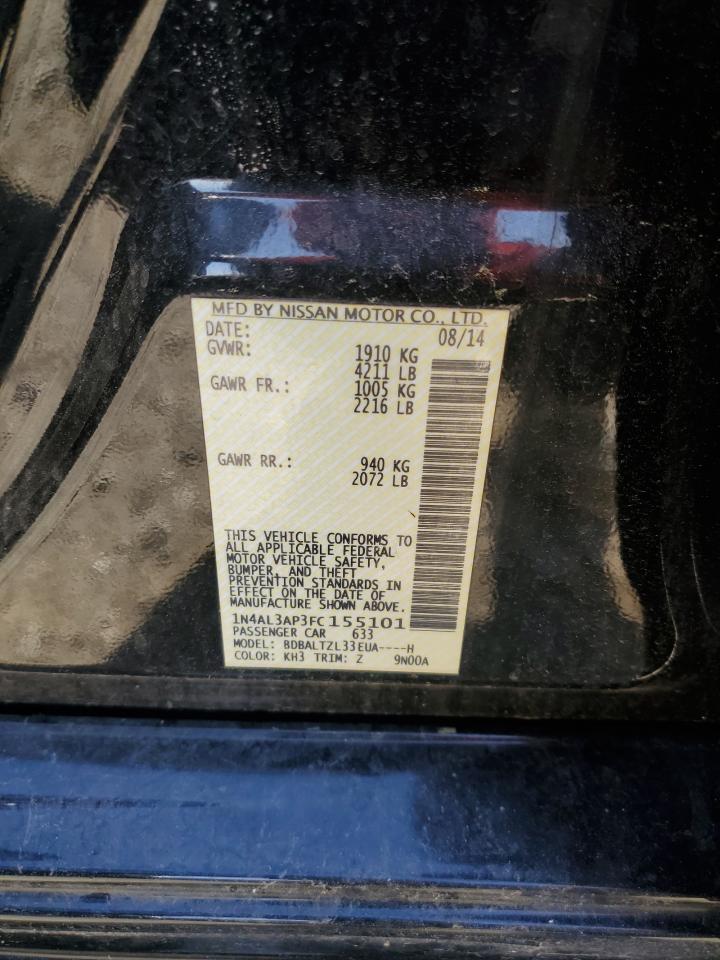 MFD BY NISSAN MOTOR CO., LTD.
DATE: 08/14
GVWR: 1910 KG
4211 LB
GAWR FR.: 1005 KG
2216 LB
GAWR RR.: 940 KG
2072 LB
THIS VEHICLE CONFORMS TO
ALL APPLICABLE FEDERAL
MOTOR VEHICLE SAFETY,
BUMPER, AND THEFT
PREVENTION STANDARDS IN
EFFECT ON THE DATE OF
MANUFACTURE SHOWN ABOVE.
1N4AL3AP3FC155101
PASSENGER CAR 633
MODEL: BDBALTZL33EUA----H
COLOR: KH3 TRIM: Z 9N00A